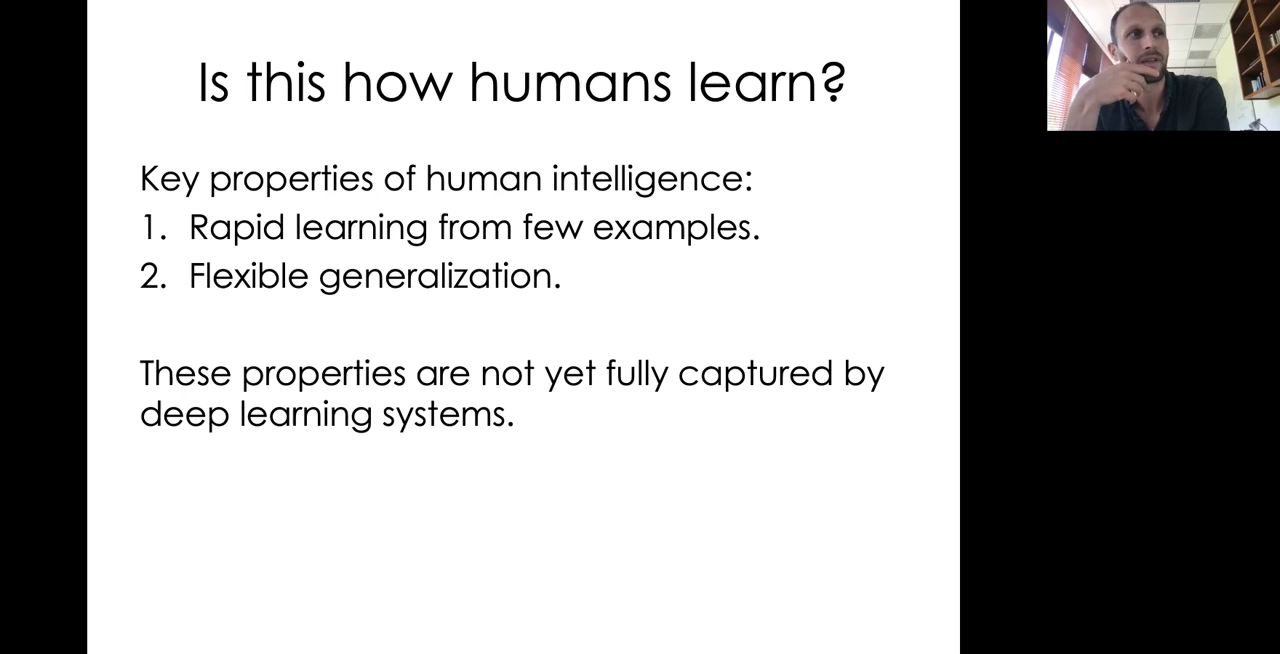 Is this how humans learn?
Key properties of human intelligence:
1. Rapid learning from few examples.
2. Flexible generalization.
These properties are not yet fully captured by
deep learning systems.